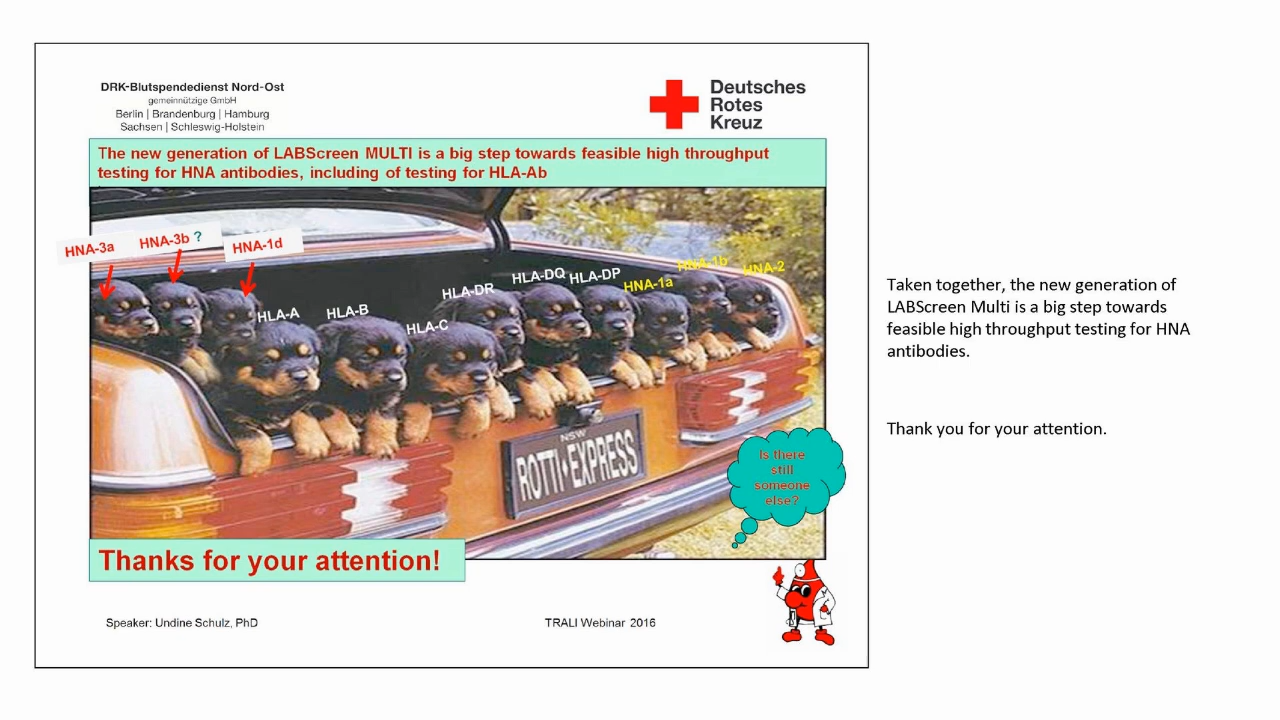 DRK-Blutspendedienst Nord-Ost
gemeinnützige GmbH
Berlin | Brandenburg | Hamburg
Sachsen | Schleswig-Holstein
Deutsches
Rotes
Kreuz
The new generation of LABScreen MULTI is a big step towards feasible high throughput
testing for HNA antibodies, including of testing for HLA-Ab
HNA-3a
HNA-3b ?
HNA-1d
HLA-A
HLA-B
HLA-C
HLA-DR
HLA-DQ
HLA-DP
HNA-1a
HNA-1b
HNA-2
NSW
ROTTI•EXPRESS
Is there
still
someone
else?
Thanks for your attention!
Speaker: Undine Schulz, PhD
TRALI Webinar 2016
Taken together, the new generation of
LABScreen Multi is a big step towards
feasible high throughput testing for HNA
antibodies.
Thank you for your attention.